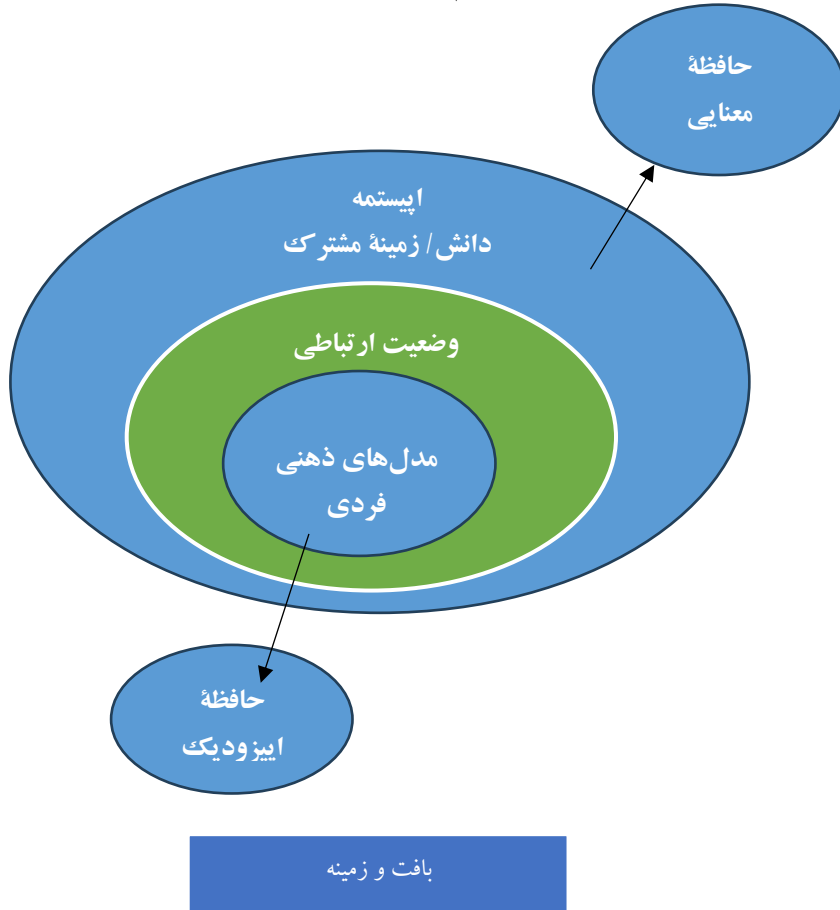 حافظهٔ
معنایی
اپیستمه
دانش/ زمینهٔ مشترک
وضعیت ارتباطی
مدل‌های ذهنی
فردی
حافظهٔ
اپیزودیک
بافت و زمینه